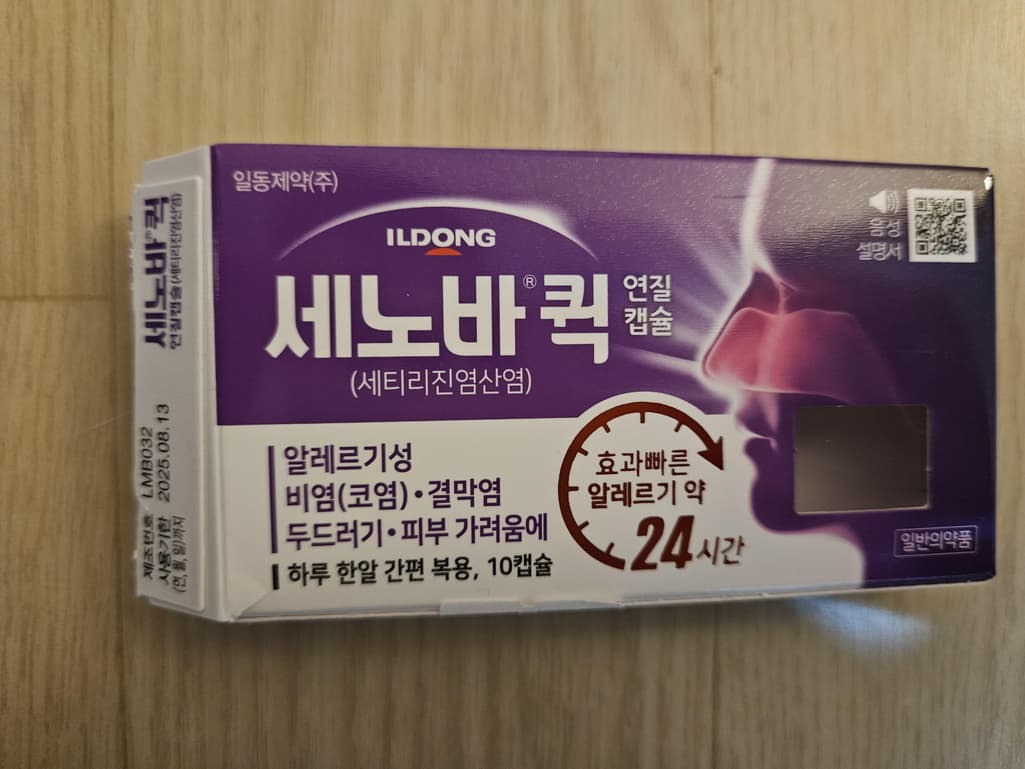 일동제약(주)
ILDONG
세노바® 퀵 연질
캡슐
(세티리진염산염)
음성
설명서
알레르기성
비염(코염)•결막염
두드러기•피부 가려움에
하루 한알 간편 복용, 10캡슐
효과빠른
알레르기 약
24시간
일반의약품
세노바®퀵
연질캡슐(세티리진염산염)
제조번호 LMB032
사용기한 2025.08.13
(연,월,일)까지